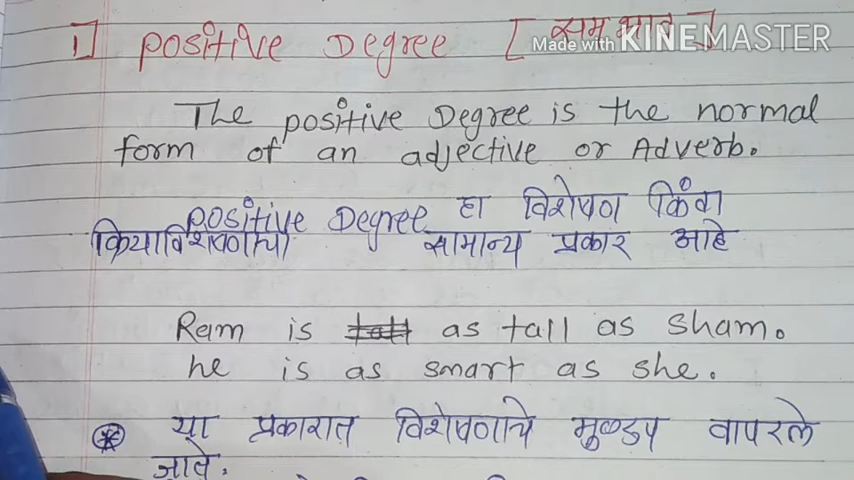 1] positive Degree [सम भाव]
Made with KINEMASTER
The positive Degree is the normal
form of an adjective or Adverb.
positive Degree हा विशेषण किंवा
क्रियाविशेषणाचा सामान्य प्रकार आहे
Ram is as tall as sham.
he is as smart as she.
या प्रकारात विशेषणाचे मुळरुप वापरले
जाते.